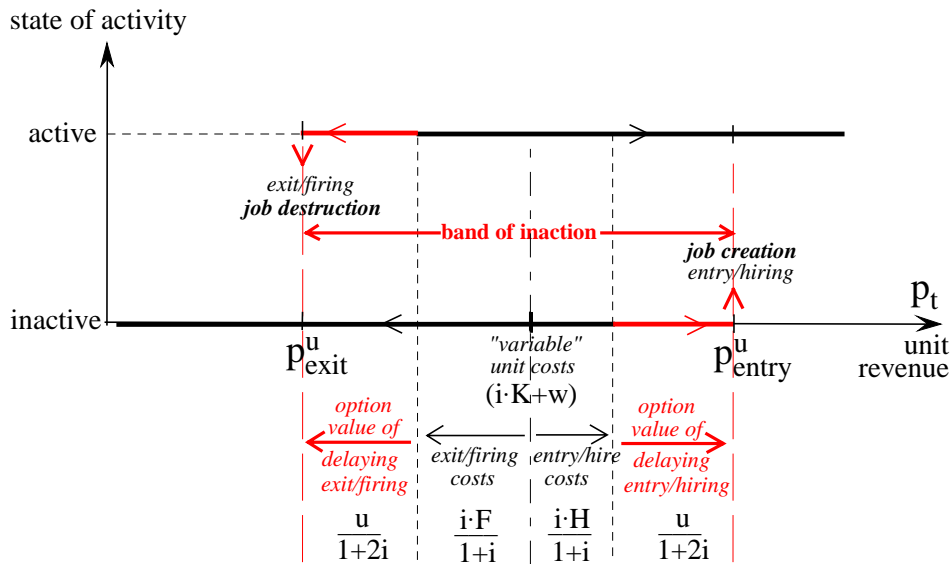 state of activity
active
exit/firing
job destruction
band of inaction
job creation
entry/hiring
p_t
inactive
p^u_exit
"variable"
unit costs
(i·K+w)
p^u_entry
unit
revenue
option
value of
delaying
exit/firing
exit/firing
costs
entry/hire
costs
option
value of
delaying
entry/hiring
u/1+2i
i·F/1+i
i·H/1+i
u/1+2i